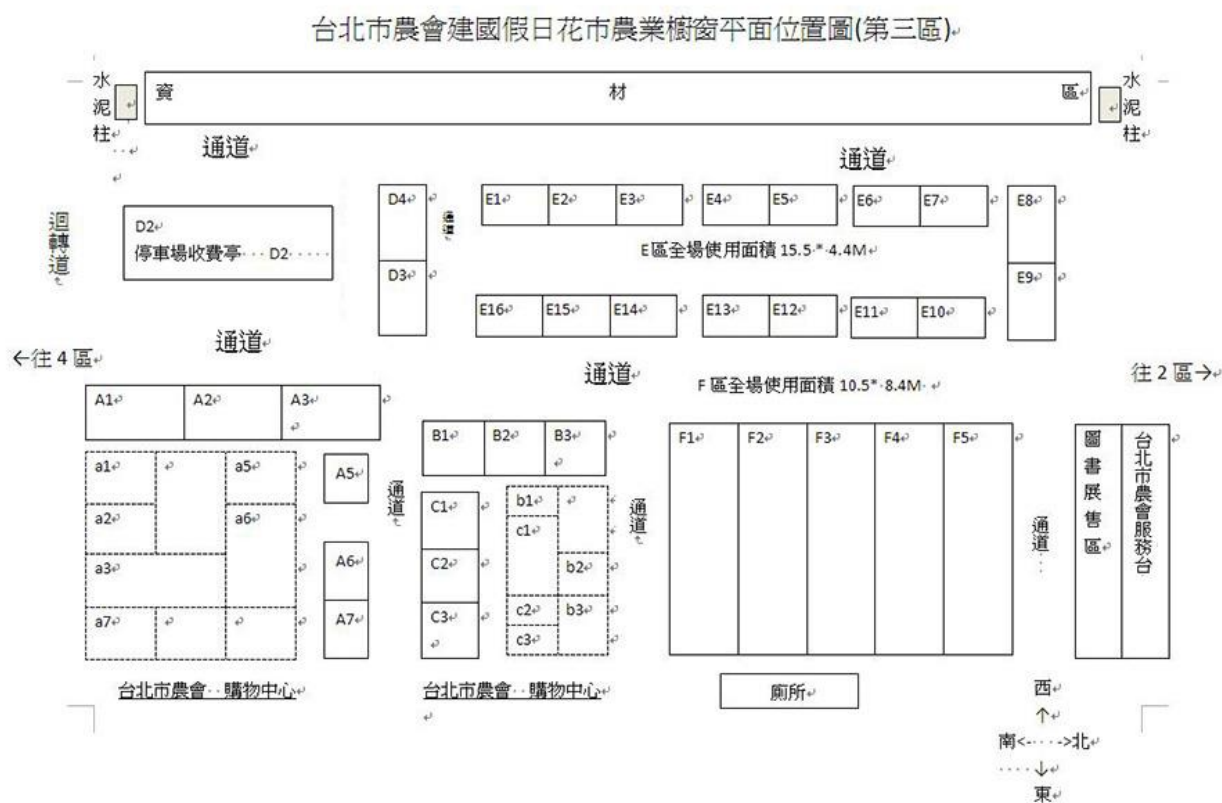 台北市農會建國假日花市農業櫥窗平面位置圖(第三區)
水泥柱
資 材 區
水泥柱
通道
通道
迴轉道
D2
停車場收費亭 D2
D4
D3
通道
E1 E2 E3 E4 E5 E6 E7 E8
E區全場使用面積 15.5 * 4.4M
E9
E16 E15 E14 E13 E12 E11 E10
通道
←往 4 區
通道
F 區全場使用面積 10.5* 8.4M
往 2 區→
A1 A2 A3
B1 B2 B3
F1 F2 F3 F4 F5
a1 a5 A5
通道
a2 a6
a3 A6
a7 A7
C1 b1
c1
C2 b2
C3 c2 b3
c3
通道
通道
圖書展售區
台北市農會服務台
台北市農會 購物中心
台北市農會 購物中心
廁所
西
↑
南<- ->北
↓
東